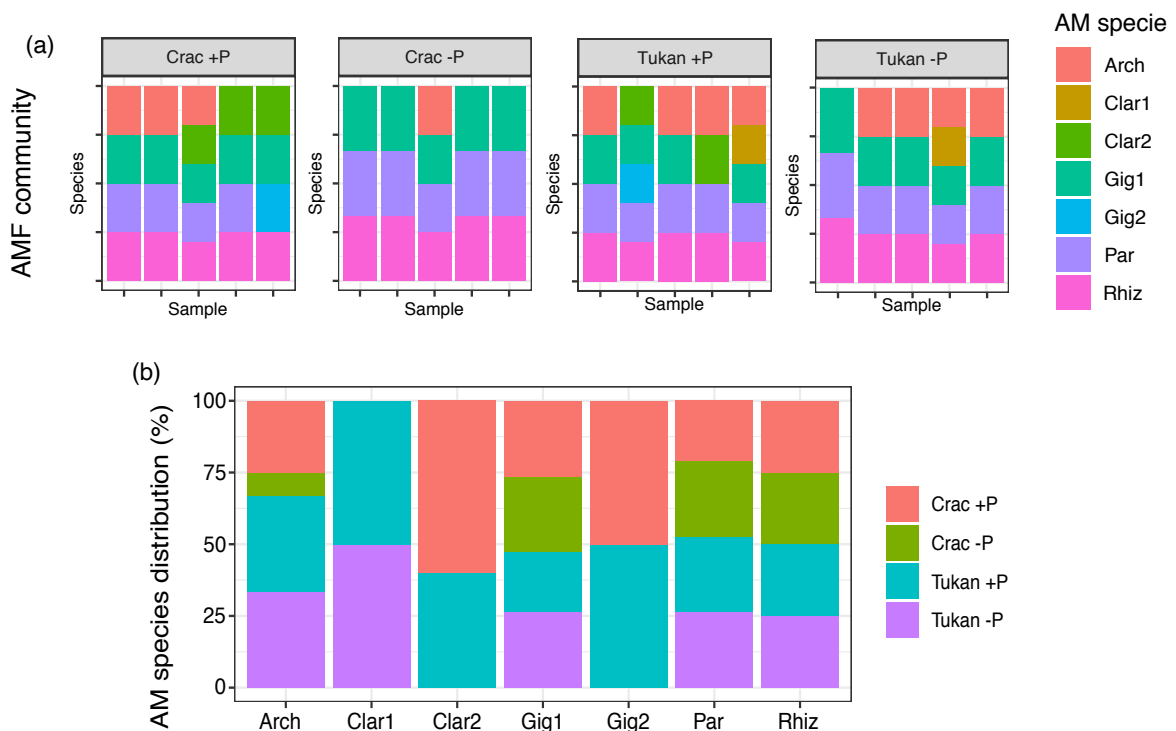 (a)
Crac +P
Crac -P
Tukan +P
Tukan -P
AMF community
Species
Species
Species
Species
Sample
Sample
Sample
Sample
AM specie
Arch
Clar1
Clar2
Gig1
Gig2
Par
Rhiz
(b)
AM species distribution (%)
100
75
50
25
0
Arch
Clar1
Clar2
Gig1
Gig2
Par
Rhiz
Crac +P
Crac -P
Tukan +P
Tukan -P